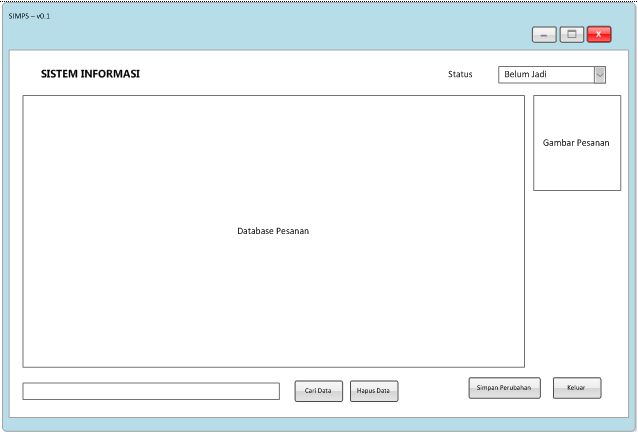 SIMPS – v0.1
X
SISTEM INFORMASI
Status
Belum Jadi
Gambar Pesanan
Database Pesanan
Cari Data
Hapus Data
Simpan Perubahan
Keluar